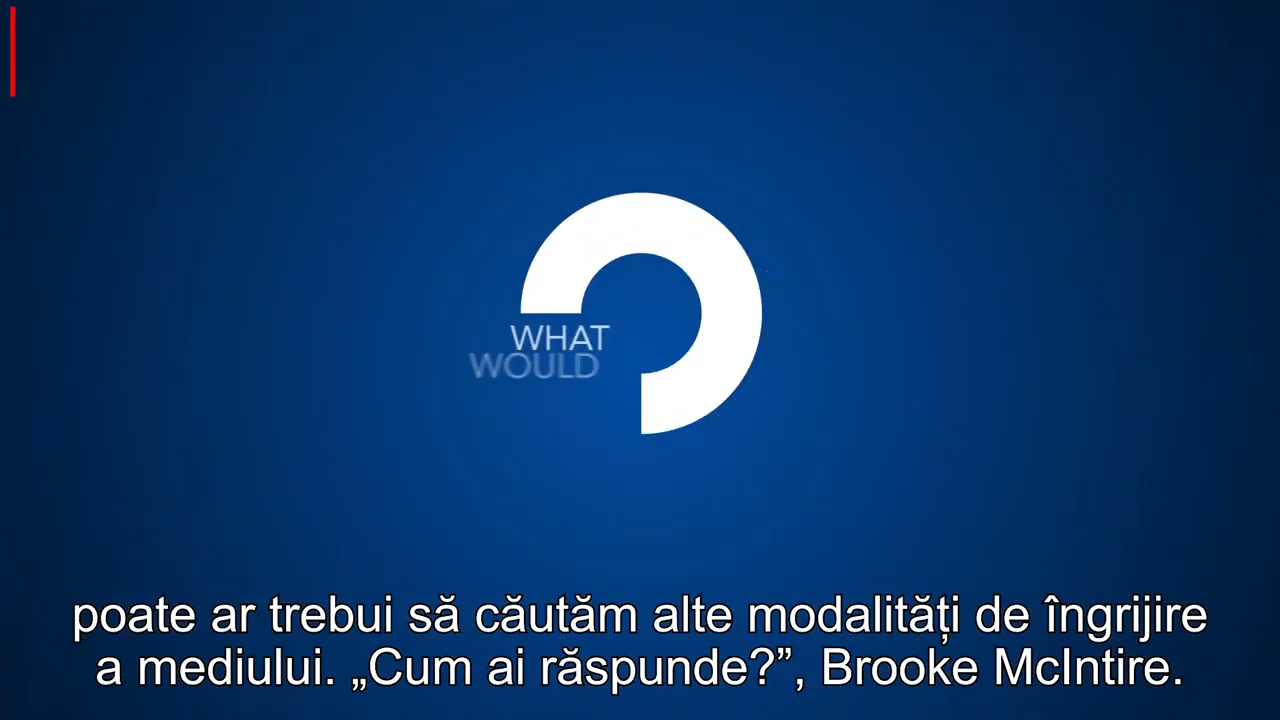 WHAT
WOULD
poate ar trebui să căutăm alte modalități de îngrijire
a mediului. „Cum ai răspunde?”, Brooke McIntire.